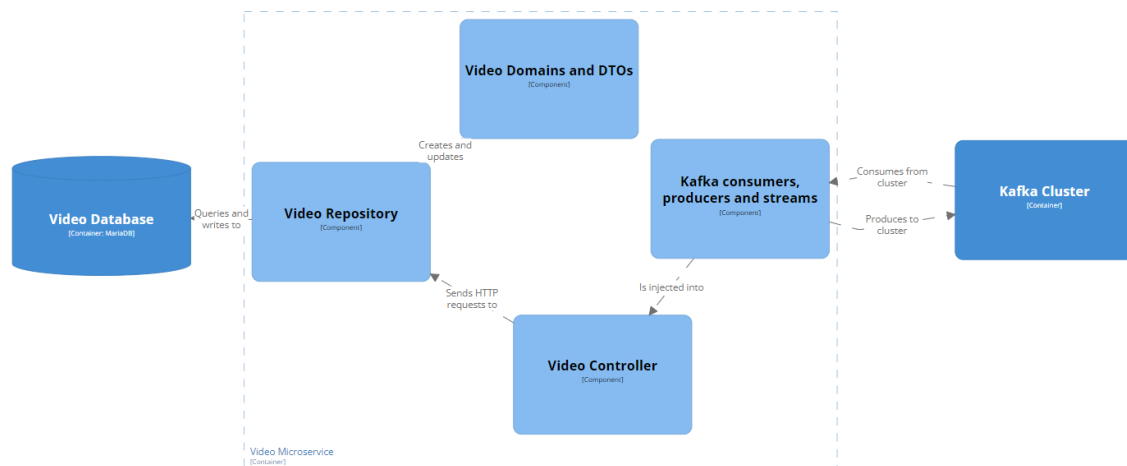 Video Domains and DTOs
[Component]
Creates and
updates
Video Database
[Container: MariaDB]
Queries and
writes to
Video Repository
[Component]
Kafka consumers,
producers and streams
[Component]
Consumes from
cluster
Produces to
cluster
Kafka Cluster
[Container]
Is injected into
Sends HTTP
requests to
Video Controller
[Component]
Video Microservice
[Container]